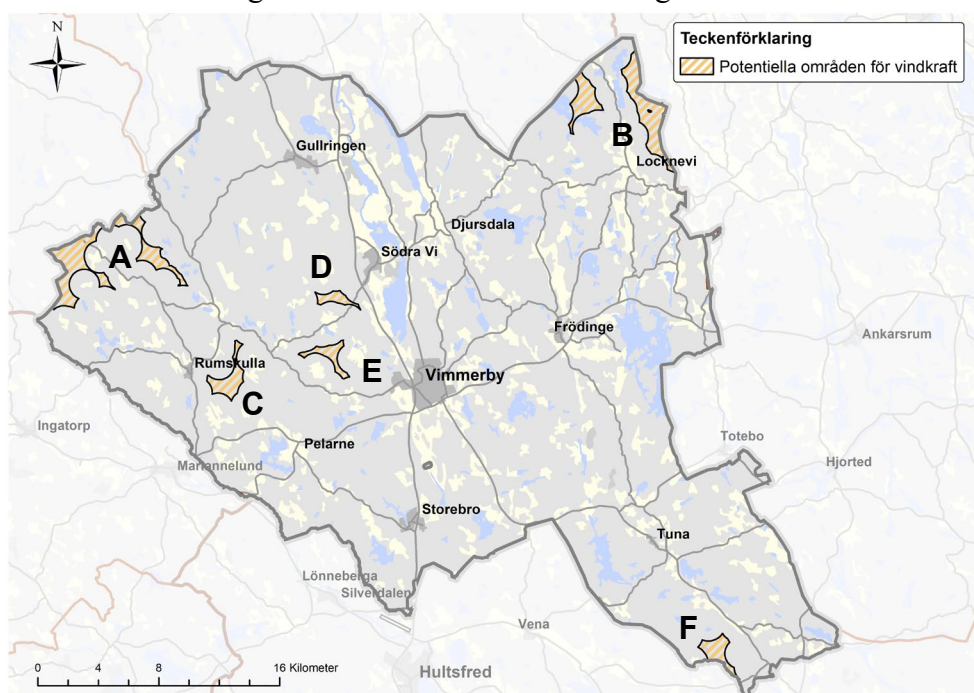 N
Teckenförklaring
Potentiella områden för vindkraft
B
Gullringen
Locknevi
Djursdala
A
Södra Vi
D
Frödinge
Ankarsrum
Rumskulla
E
Vimmerby
C
Ingatorp
Pelarne
Totebo
Mariannelund
Hjorted
Storebro
Tuna
Lönneberga
Silverdalen
Vena
F
Hultsfred
0 4 8 16 Kilometer